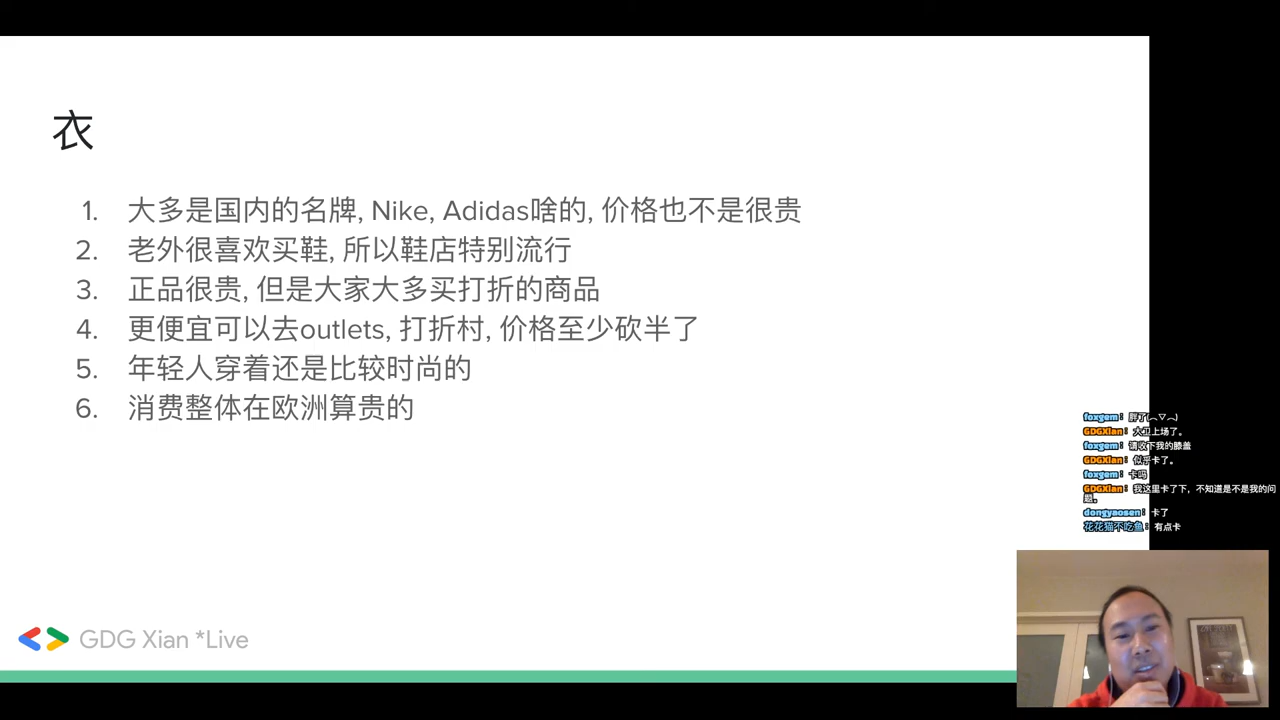 衣
1. 大多是国内的名牌, Nike, Adidas啥的, 价格也不是很贵
2. 老外很喜欢买鞋, 所以鞋店特别流行
3. 正品很贵, 但是大家大多买打折的商品
4. 更便宜可以去outlets, 打折村, 价格至少砍半了
5. 年轻人穿着还是比较时尚的
6. 消费整体在欧洲算贵的
foxgem：胖了(︶▽︶)
GDGXian：大卫上场了。
foxgem：请收下我的膝盖
GDGXian：似乎卡了。
foxgem：卡吗
GDGXian：我这里卡了下，不知道是不是我的问
题。
dongyaosen：卡了
花花猫不吃鱼：有点卡
GDG Xian *Live